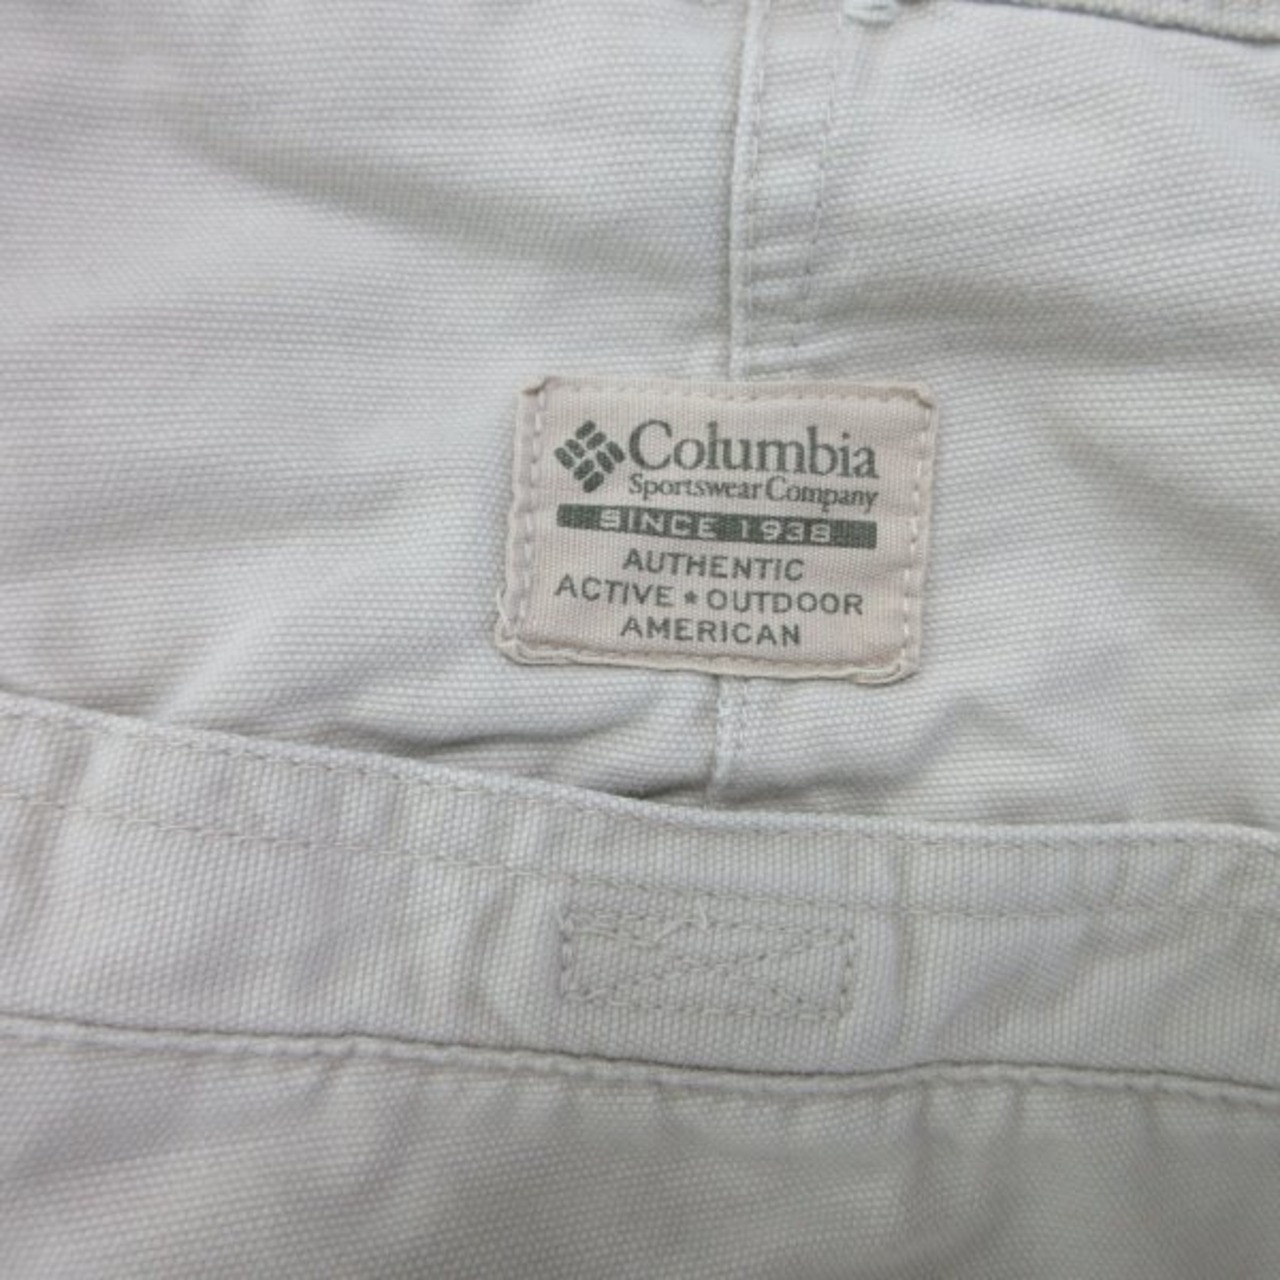 Columbia
Sportswear Company
SINCE 1938
AUTHENTIC
ACTIVE★OUTDOOR
AMERICAN